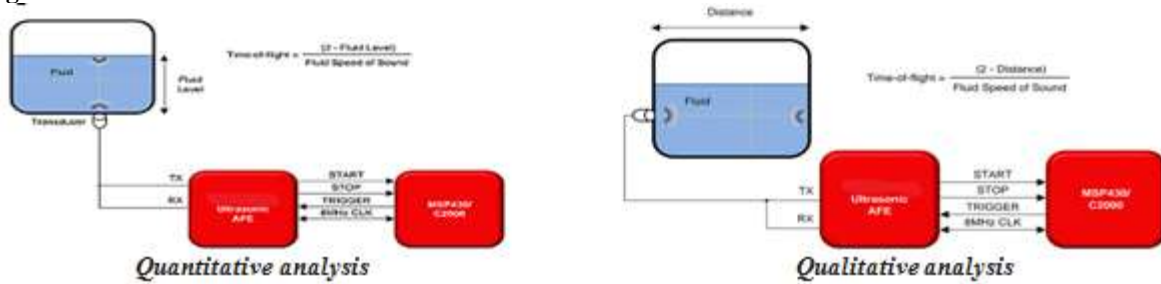 Time-of-flight = (2 - Fluid Level)
Fluid Speed of Sound
Fluid
Fluid
Level
Transducer
TX
RX
Ultrasonic
AFE
START
STOP
TRIGGER
8MHz CLK
MSP430/
C2000
Quantitative analysis
Distance
Time-of-flight = (2 - Distance)
Fluid Speed of Sound
Fluid
TX
RX
Ultrasonic
AFE
START
STOP
TRIGGER
8MHz CLK
MSP430/
C2000
Qualitative analysis